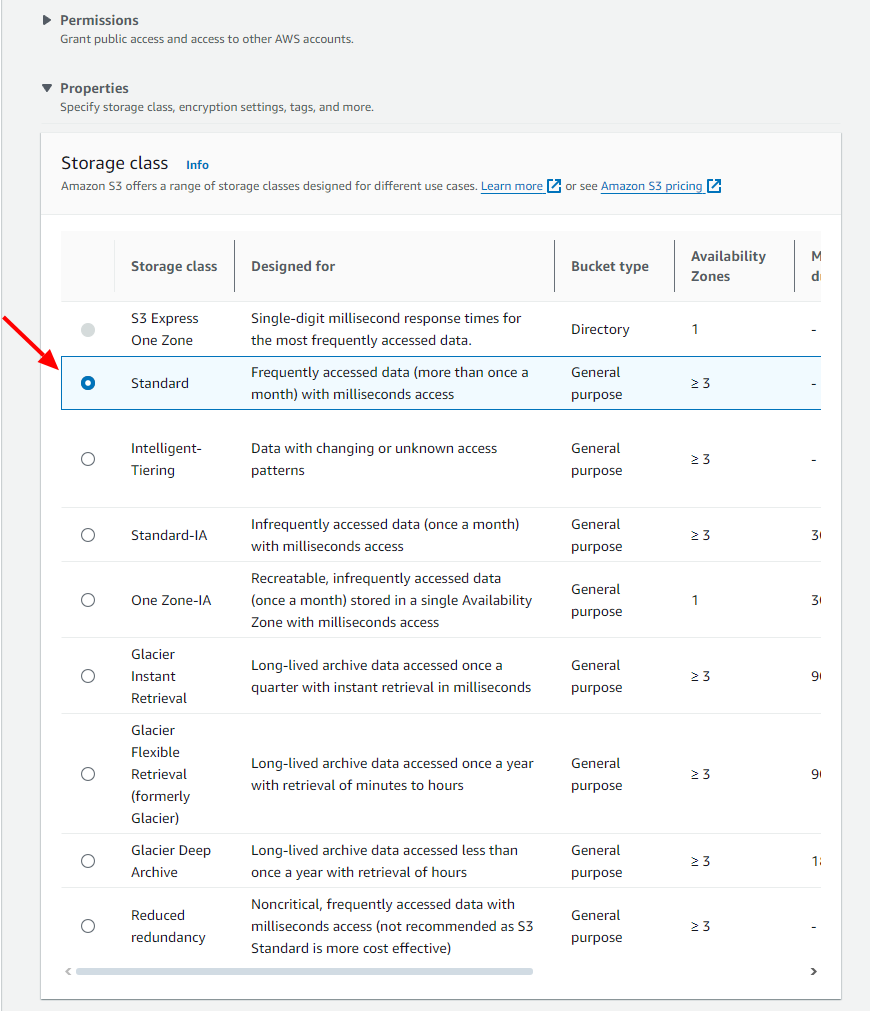 Permissions
Grant public access and access to other AWS accounts.
Properties
Specify storage class, encryption settings, tags, and more.
Storage class Info
Amazon S3 offers a range of storage classes designed for different use cases. Learn more or see Amazon S3 pricing
Storage class
Designed for
Bucket type
Availability
Zones
S3 Express
One Zone
Single-digit millisecond response times for
the most frequently accessed data.
Directory
1
-
Standard
Frequently accessed data (more than once a
month) with milliseconds access
General
purpose
≥ 3
-
Intelligent-
Tiering
Data with changing or unknown access
patterns
General
purpose
≥ 3
-
Standard-IA
Infrequently accessed data (once a month)
with milliseconds access
General
purpose
≥ 3
One Zone-IA
Recreatable, infrequently accessed data
(once a month) stored in a single Availability
Zone with milliseconds access
General
purpose
1
Glacier
Instant
Retrieval
Long-lived archive data accessed once a
quarter with instant retrieval in milliseconds
General
purpose
≥ 3
Glacier
Flexible
Retrieval
(formerly
Glacier)
Long-lived archive data accessed once a year
with retrieval of minutes to hours
General
purpose
≥ 3
Glacier Deep
Archive
Long-lived archive data accessed less than
once a year with retrieval of hours
General
purpose
≥ 3
Reduced
redundancy
Noncritical, frequently accessed data with
milliseconds access (not recommended as S3
Standard is more cost effective)
General
purpose
≥ 3
-